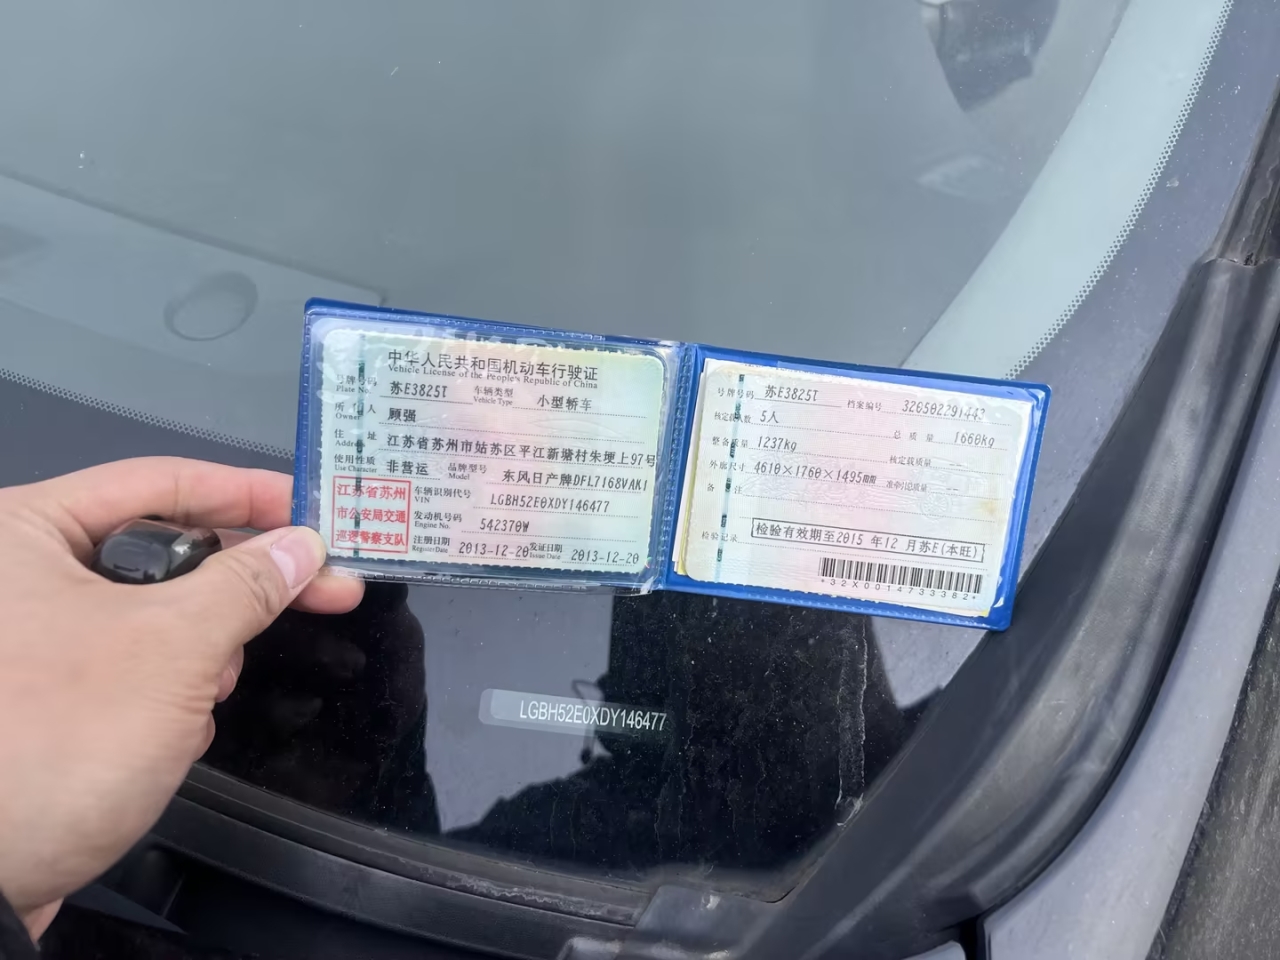 中华人民共和国机动车行驶证
Vehicle License of the People's Republic of China
号牌号码 苏E3825T 车辆类型 小型轿车
Plate No. Vehicle Type
所有人 顾强
Owner
住址 江苏省苏州市姑苏区平江新塘村朱埂上97号
Address
使用性质 非营运 品牌型号 东风日产牌DFL7168VAK1
Use Character Model
江苏省苏州
市公安局交通
巡逻警察支队
车辆识别代号 LGBH52E0XDY146477
VIN
发动机号码 542370W
Engine No.
注册日期 2013-12-20 发证日期 2013-12-20
Register Date Issue Date
号牌号码 苏E3825T 档案编号 320502291443
核定载人数 5人 总质量 1660kg
整备质量 1237kg 核定载质量 --
外廓尺寸 4610×1760×1495mm 准牵引总质量 --
备注
检验记录 检验有效期至2015年12月苏E(本旺)
*32X0014733382*
LGBH52E0XDY146477